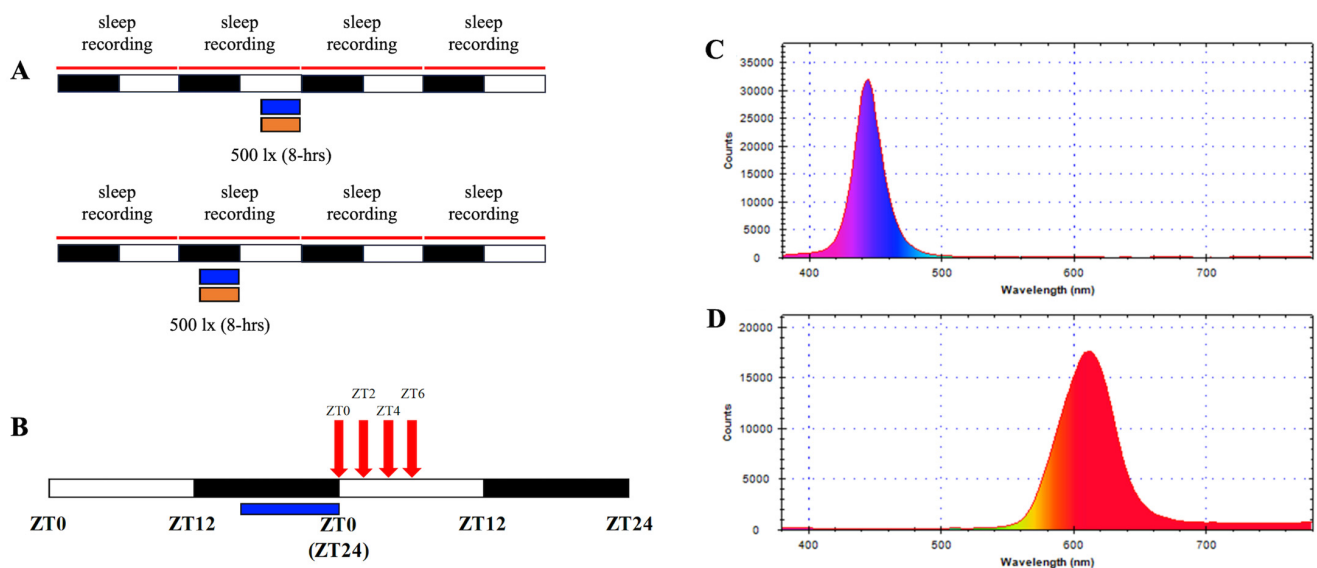 A
sleep recording
sleep recording
sleep recording
sleep recording
500 lx (8-hrs)
sleep recording
sleep recording
sleep recording
sleep recording
500 lx (8-hrs)
B
ZT0
ZT2
ZT4
ZT6
ZT0
ZT12
ZT0
(ZT24)
ZT12
ZT24
C
Counts
35000
30000
25000
20000
15000
10000
5000
0
400 500 600 700
Wavelength (nm)
D
Counts
20000
15000
10000
5000
0
400 500 600 700
Wavelength (nm)